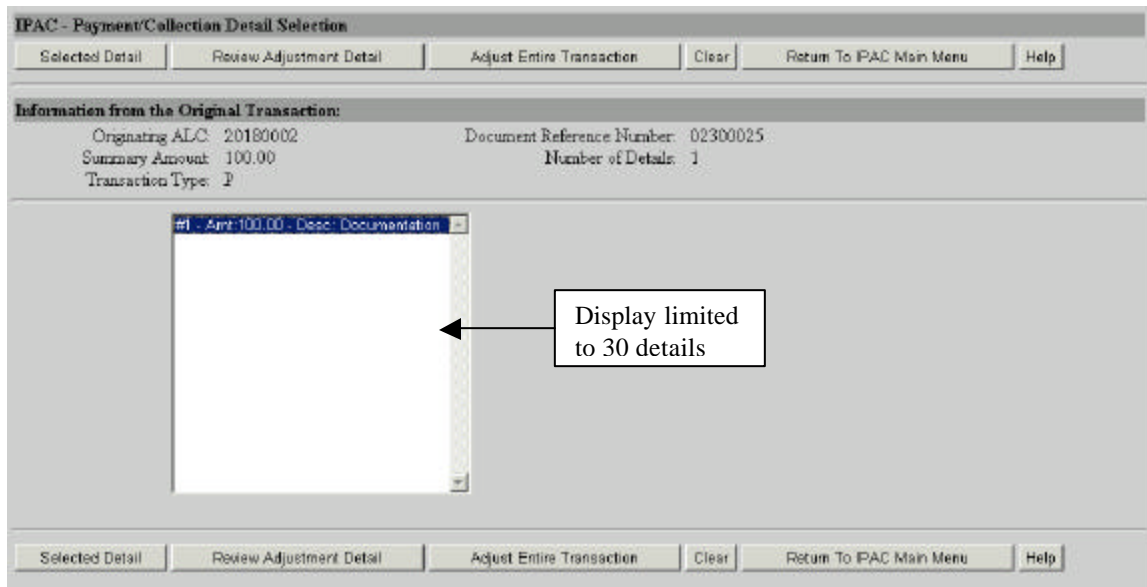 IPAC - Payment/Collection Detail Selection
Selected Detail Review Adjustment Detail Adjust Entire Transaction Clear Return To IPAC Main Menu Help
Information from the Original Transaction:
Originating ALC: 20180002 Document Reference Number: 02300025
Summary Amount: 100.00 Number of Details: 1
Transaction Type: P
#1 - Amt:100.00 - Desc: Documentation
Display limited
to 30 details
Selected Detail Review Adjustment Detail Adjust Entire Transaction Clear Return To IPAC Main Menu Help